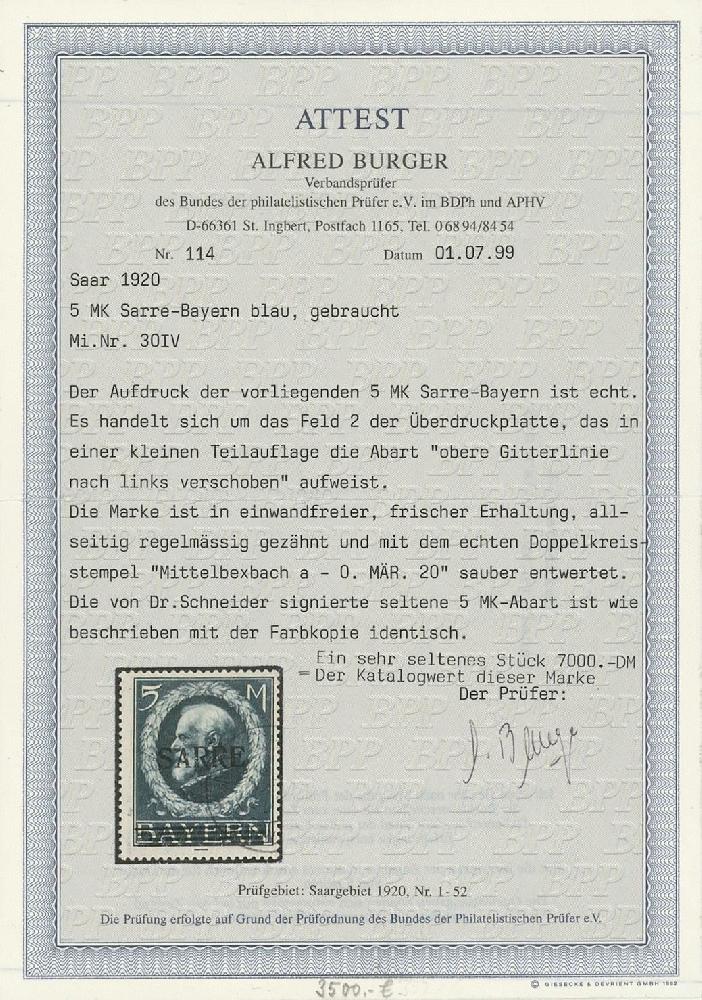 ATTEST
ALFRED BURGER
Verbandsprüfer
des Bundes der philatelistischen Prüfer e.V. im BDPh und APHV
D-66361 St. Ingbert, Postfach 1165, Tel. 06894/8454
Nr. 114 Datum 01.07.99
Saar 1920
5 MK Sarre-Bayern blau, gebraucht
Mi.Nr. 30IV
Der Aufdruck der vorliegenden 5 MK Sarre-Bayern ist echt.
Es handelt sich um das Feld 2 der Überdruckplatte, das in
einer kleinen Teilauflage die Abart "obere Gitterlinie
nach links verschoben" aufweist.
Die Marke ist in einwandfreier, frischer Erhaltung, all-
seitig regelmässig gezähnt und mit dem echten Doppelkreis-
stempel "Mittelbexbach a - 0. MÄR. 20" sauber entwertet.
Die von Dr.Schneider signierte seltene 5 MK-Abart ist wie
beschrieben mit der Farbkopie identisch.
Ein sehr seltenes Stück 7000.-DM
= Der Katalogwert dieser Marke
Der Prüfer:
5 M
SARRE
BAYERN
Prüfgebiet: Saargebiet 1920, Nr. 1-52
Die Prüfung erfolgte auf Grund der Prüfordnung des Bundes der Philatelistischen Prüfer e.V.
© GIESECKE & DEVRIENT GMBH 1992
3500,-€